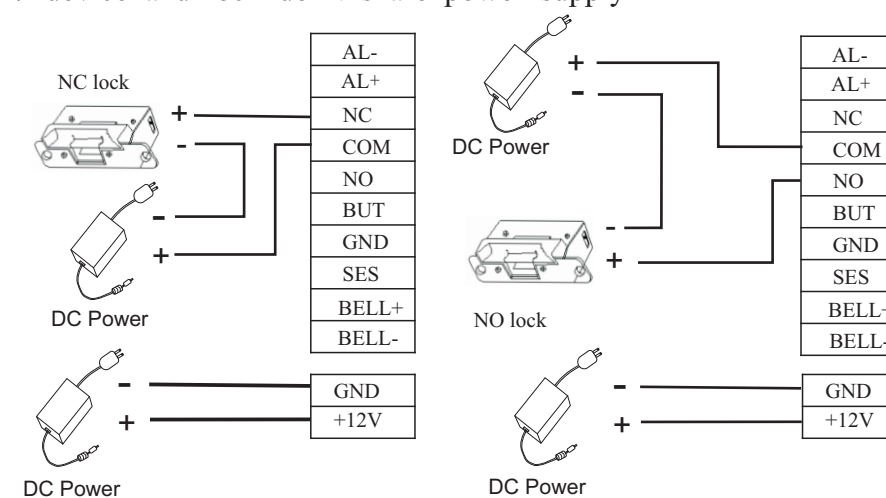 NC lock
+
-
-
+
DC Power
AL-
AL+
NC
COM
NO
BUT
GND
SES
BELL+
BELL-
-
+
DC Power
GND
+12V
+
-
DC Power
-
+
NO lock
AL-
AL+
NC
COM
NO
BUT
GND
SES
BELL+
BELL-
-
+
DC Power
GND
+12V